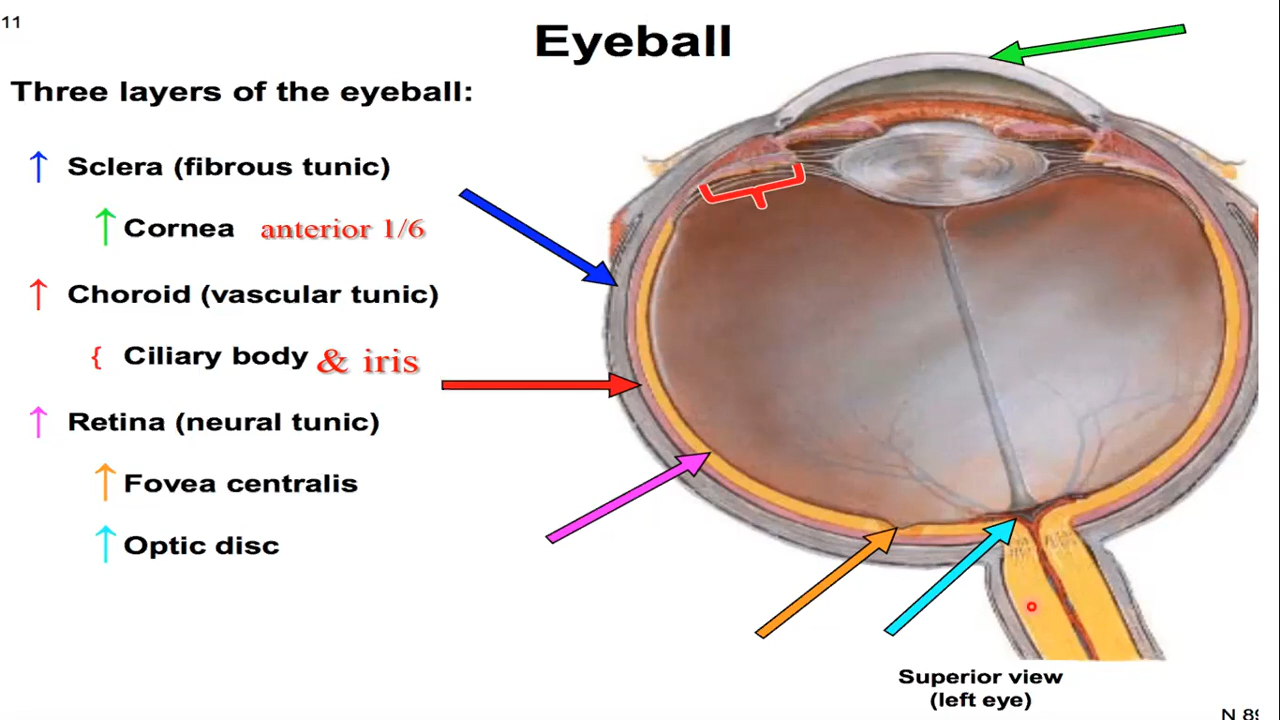 11
Eyeball
Three layers of the eyeball:
Sclera (fibrous tunic)
Cornea anterior 1/6
Choroid (vascular tunic)
{ Ciliary body & iris
Retina (neural tunic)
Fovea centralis
Optic disc
Superior view
(left eye)
N 89